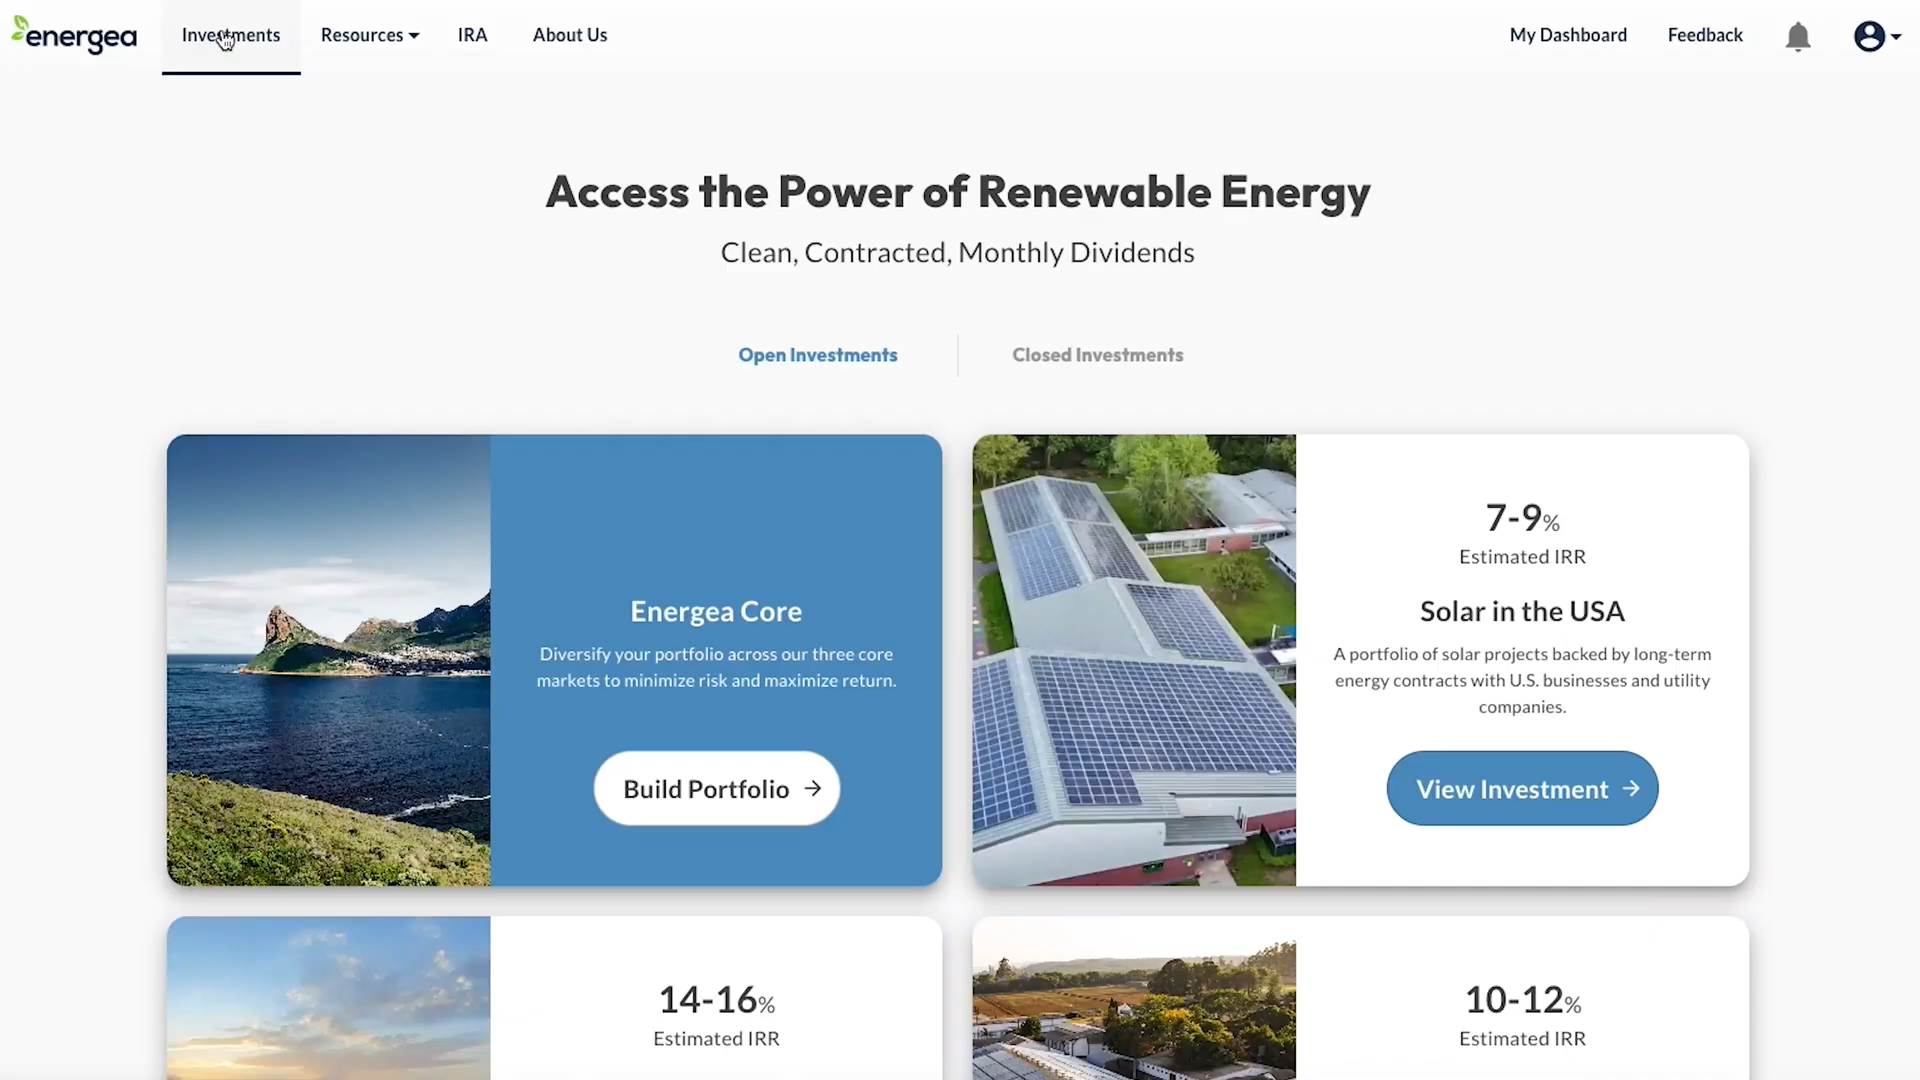 energea
Investments
Resources
IRA
About Us
My Dashboard
Feedback
Access the Power of Renewable Energy
Clean, Contracted, Monthly Dividends
Open Investments
Closed Investments
Energea Core
Diversify your portfolio across our three core
markets to minimize risk and maximize return.
Build Portfolio →
7-9%
Estimated IRR
Solar in the USA
A portfolio of solar projects backed by long-term
energy contracts with U.S. businesses and utility
companies.
View Investment →
14-16%
Estimated IRR
10-12%
Estimated IRR